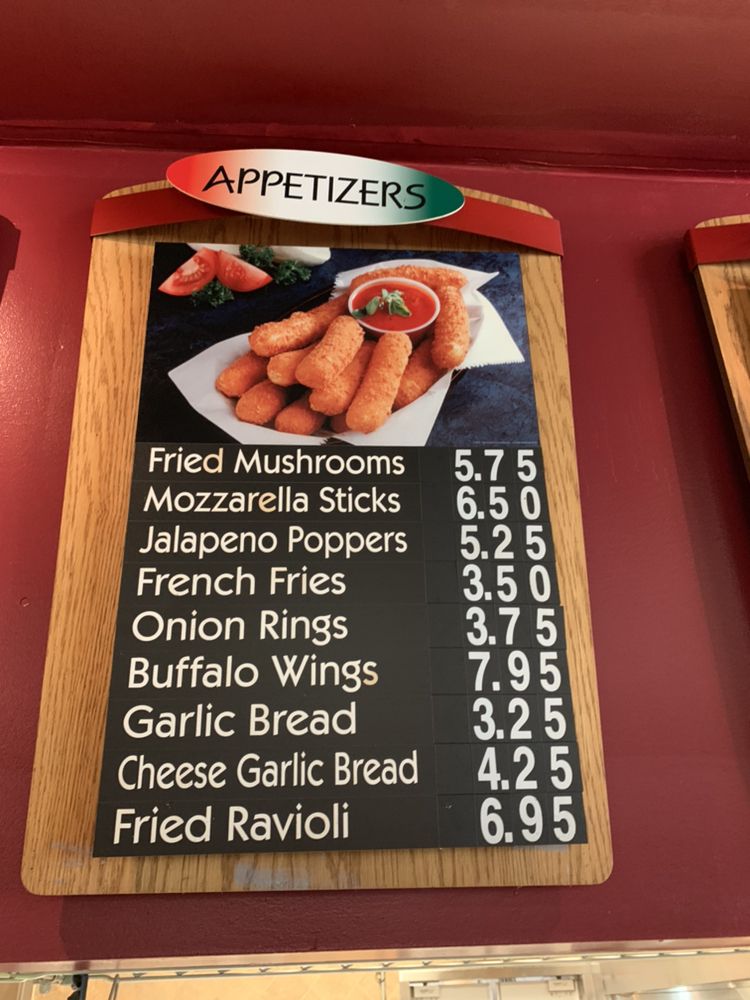 APPETIZERS
Fried Mushrooms 5.75
Mozzarella Sticks 6.50
Jalapeno Poppers 5.25
French Fries 3.50
Onion Rings 3.75
Buffalo Wings 7.95
Garlic Bread 3.25
Cheese Garlic Bread 4.25
Fried Ravioli 6.95